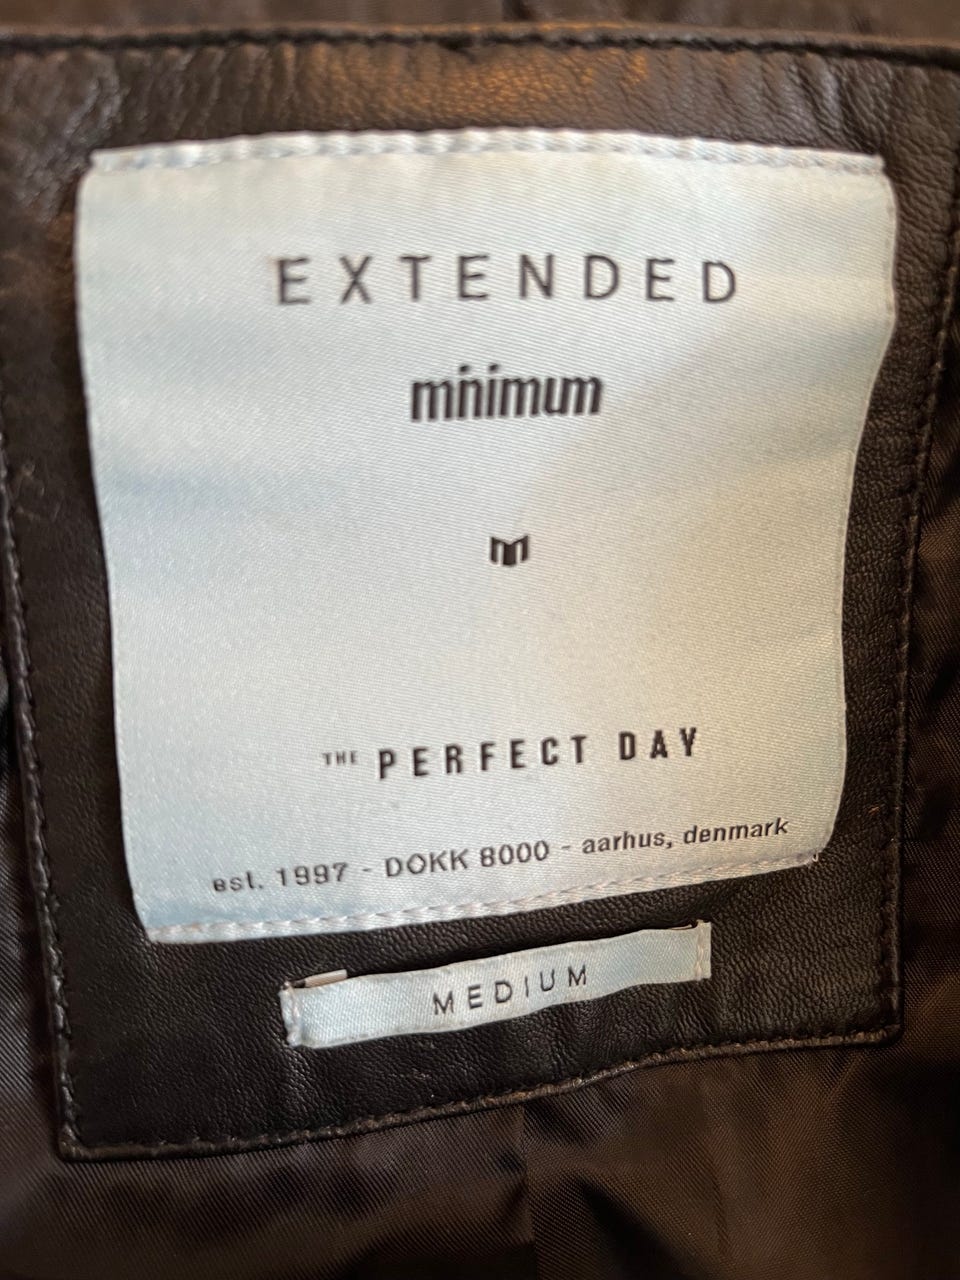 EXTENDED
minimum
m
THE PERFECT DAY
est. 1997 - DOKK 8000 - aarhus, denmark
MEDIUM